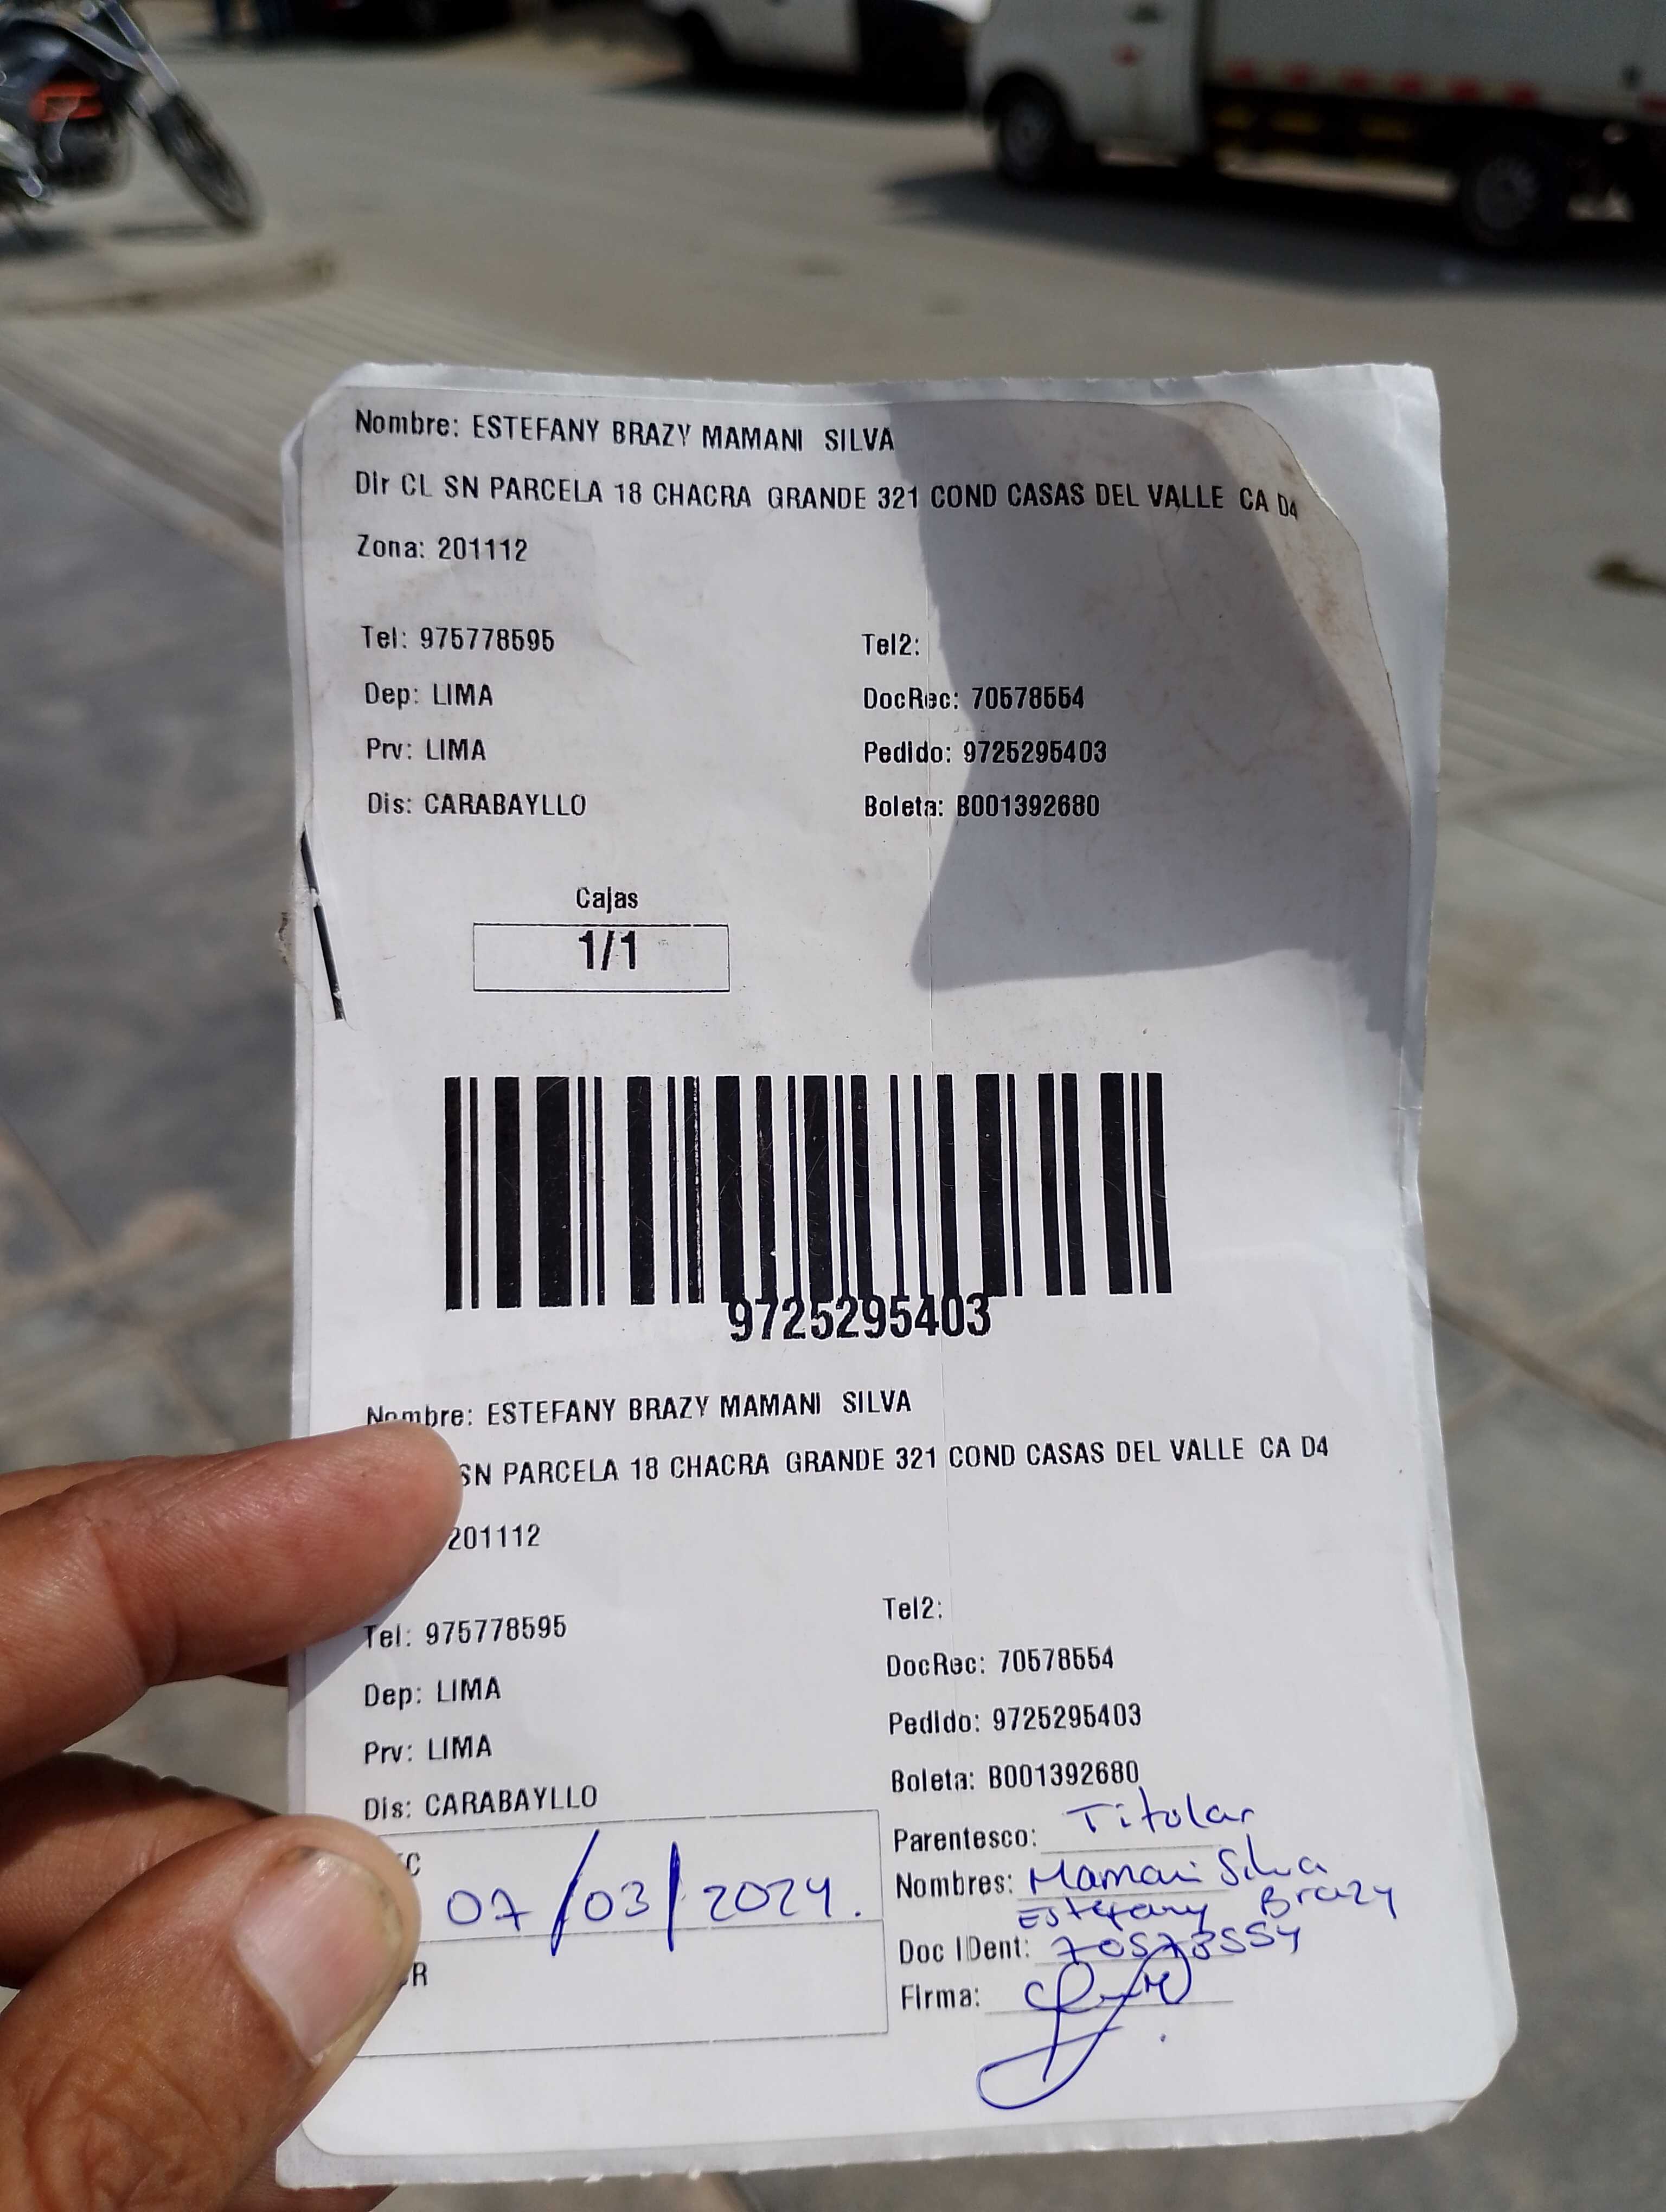 Nombre: ESTEFANY BRAZY MAMANI SILVA
Dir CL SN PARCELA 18 CHACRA GRANDE 321 COND CASAS DEL VALLE CA D4
Zona: 201112
Tel: 975778595 Tel2:
Dep: LIMA DocRec: 70578554
Prv: LIMA Pedido: 9725295403
Dis: CARABAYLLO Boleta: B001392680
Cajas
1/1
9725295403
Nombre: ESTEFANY BRAZY MAMANI SILVA
SN PARCELA 18 CHACRA GRANDE 321 COND CASAS DEL VALLE CA D4
201112
Tel: 975778595 Tel2:
Dep: LIMA DocRec: 70578554
Prv: LIMA Pedido: 9725295403
Dis: CARABAYLLO Boleta: B001392680
Parentesco: Titolar
C
07/03/2024.
Nombres: Mamani Silva
Estefany Brazy
Doc IDent: 70578554
R
Firma: